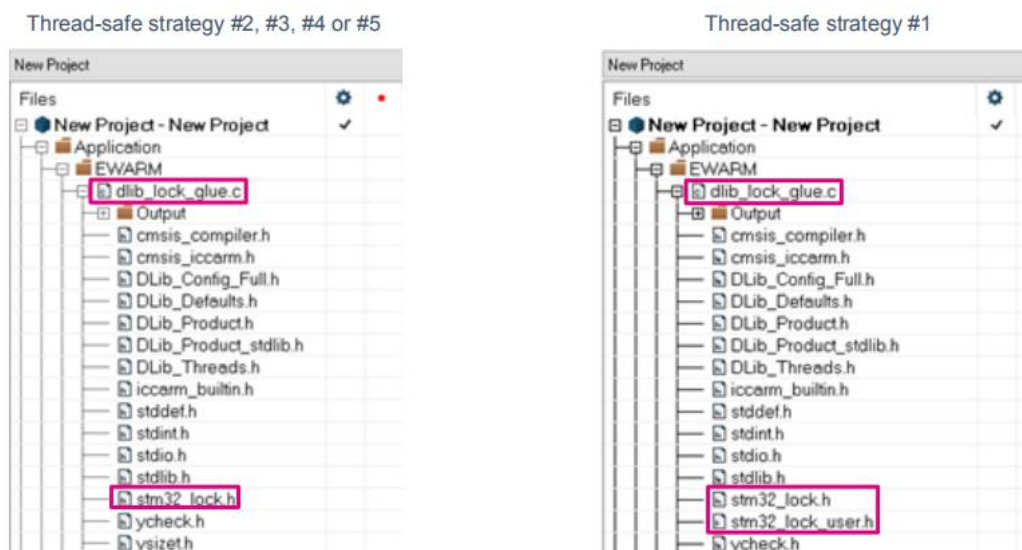 Thread-safe strategy #2, #3, #4 or #5
New Project
Files
New Project - New Project
Application
EWARM
dlib_lock_glue.c
Output
cmsis_compiler.h
cmsis_iccarm.h
DLib_Config_Full.h
DLib_Defaults.h
DLib_Product.h
DLib_Product_stdlib.h
DLib_Threads.h
iccarm_builtin.h
stddef.h
stdint.h
stdio.h
stdlib.h
stm32_lock.h
ycheck.h
ysizet.h
Thread-safe strategy #1
New Project
Files
New Project - New Project
Application
EWARM
dlib_lock_glue.c
Output
cmsis_compiler.h
cmsis_iccarm.h
DLib_Config_Full.h
DLib_Defaults.h
DLib_Product.h
DLib_Product_stdlib.h
DLib_Threads.h
iccarm_builtin.h
stddef.h
stdint.h
stdio.h
stdlib.h
stm32_lock.h
stm32_lock_user.h
ycheck.h